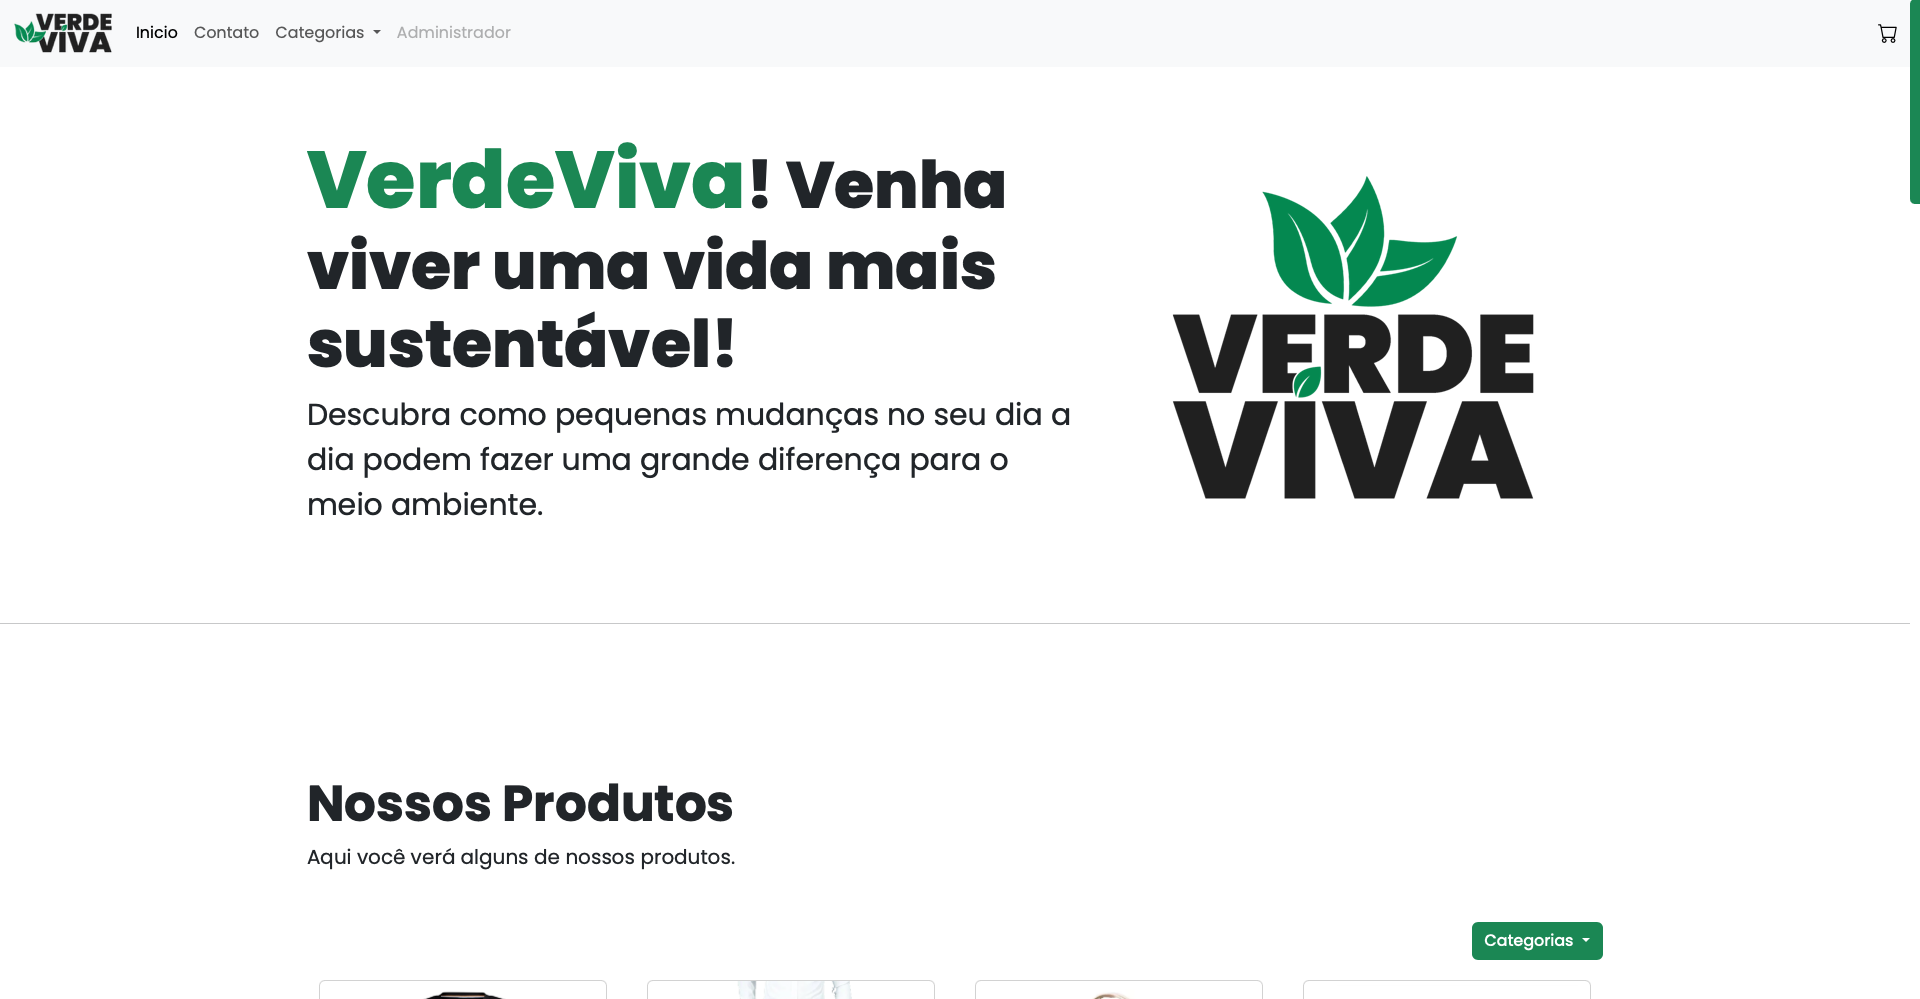 VERDE
VIVA
Inicio Contato Categorias Administrador
VerdeViva! Venha
viver uma vida mais
sustentável!
Descubra como pequenas mudanças no seu dia a
dia podem fazer uma grande diferença para o
meio ambiente.
VERDE
VIVA
Nossos Produtos
Aqui você verá alguns de nossos produtos.
Categorias